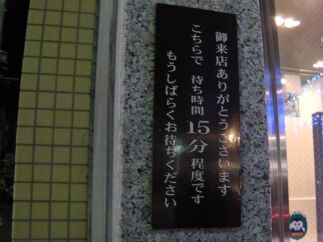 御来店ありがとうございます
こちらで 待ち時間 15分 程度です
もうしばらくお待ちください